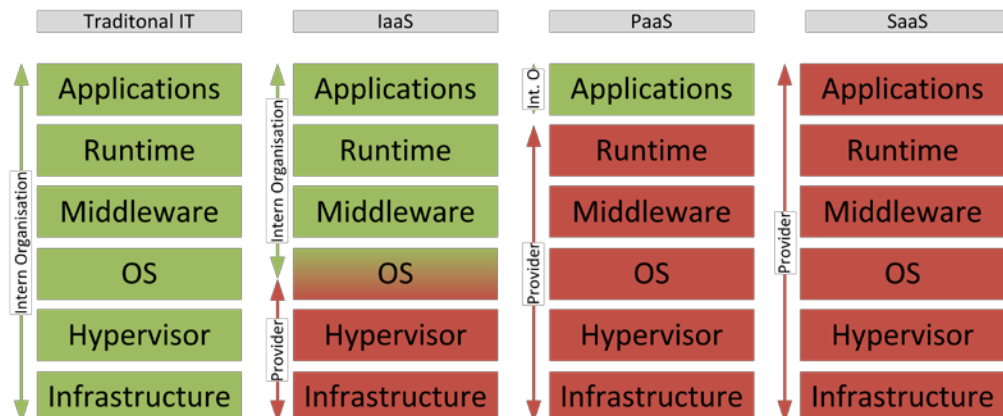 Traditonal IT
IaaS
PaaS
SaaS
Intern Organisation
Applications
Runtime
Middleware
OS
Hypervisor
Infrastructure
Intern Organisation
Provider
Applications
Runtime
Middleware
OS
Hypervisor
Infrastructure
Int. O
Provider
Applications
Runtime
Middleware
OS
Hypervisor
Infrastructure
Provider
Applications
Runtime
Middleware
OS
Hypervisor
Infrastructure